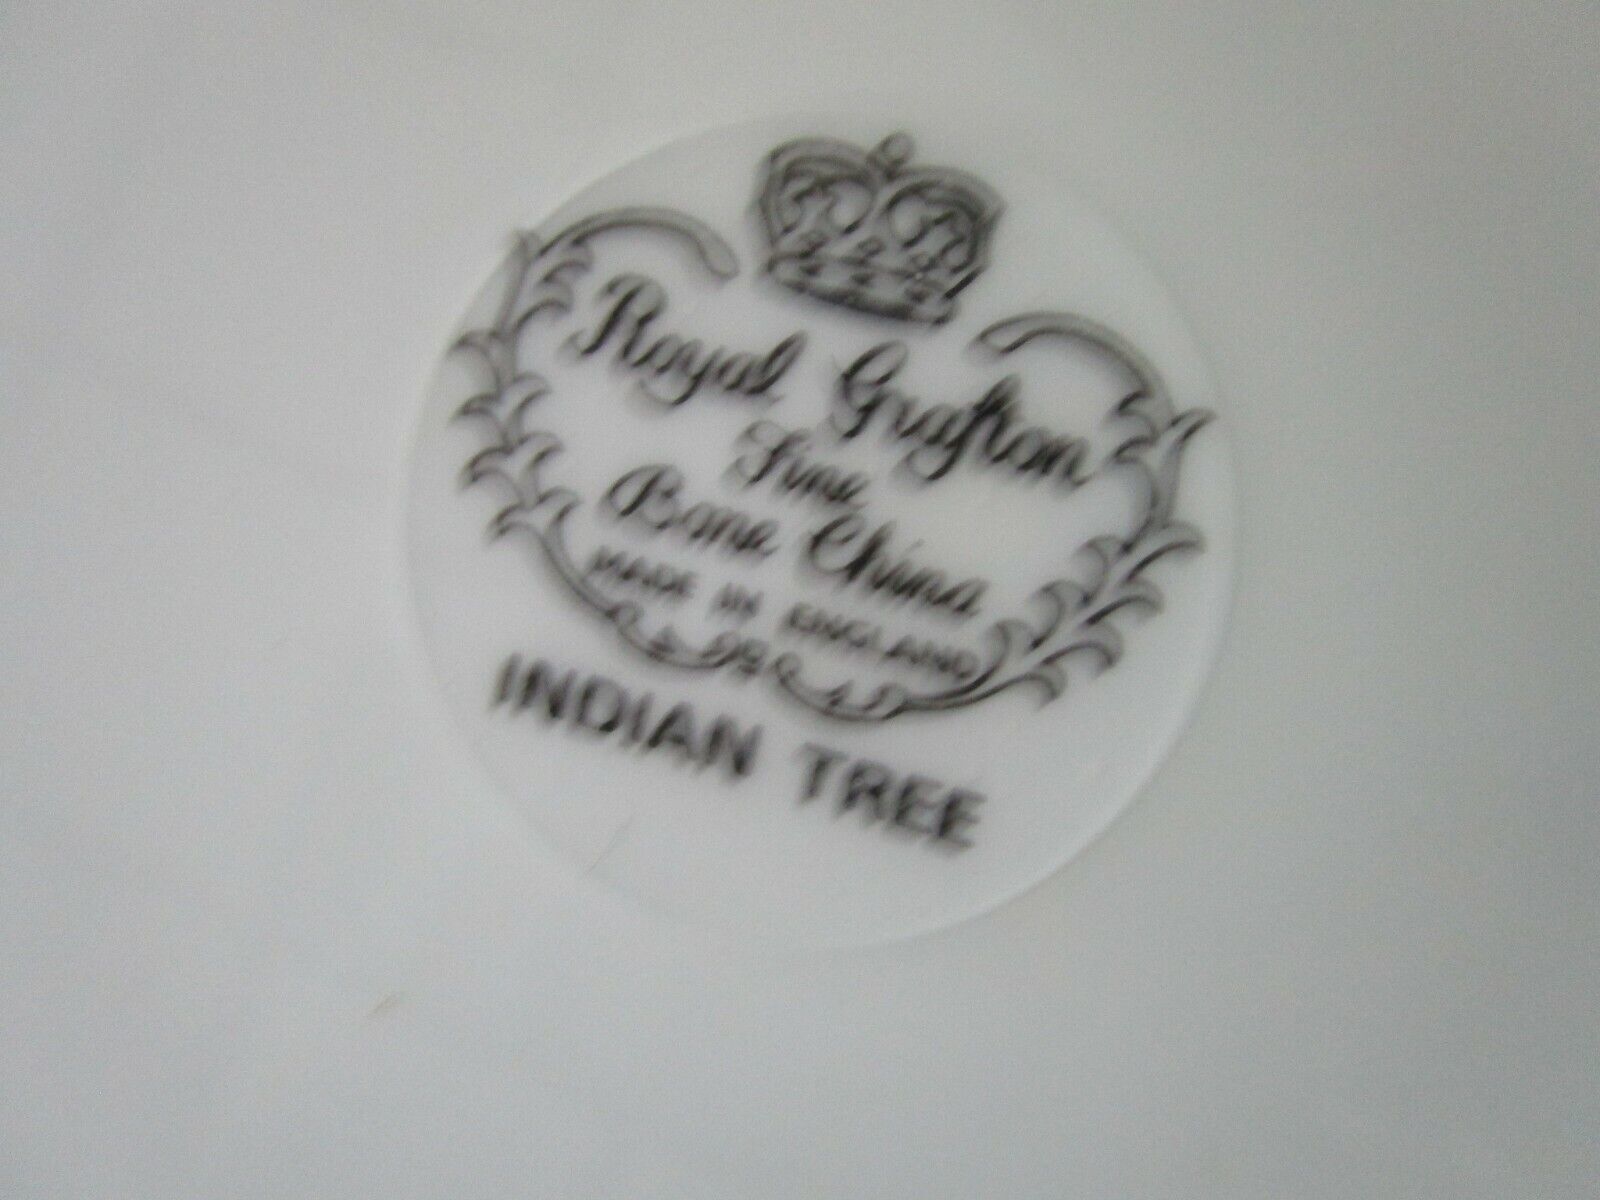 Royal Grafton
Fine
Bone China
MADE IN ENGLAND
INDIAN TREE